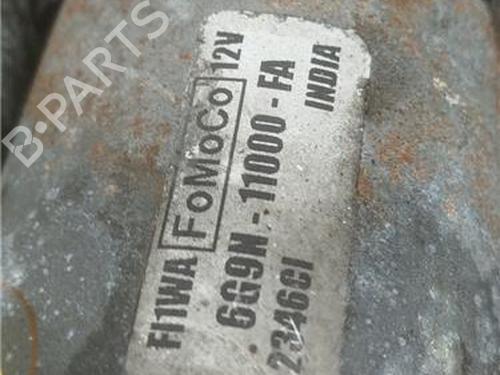 B·PARTS
FI1WA FoMoCo 12V
6G9N-11000-FA
2346CI INDIA